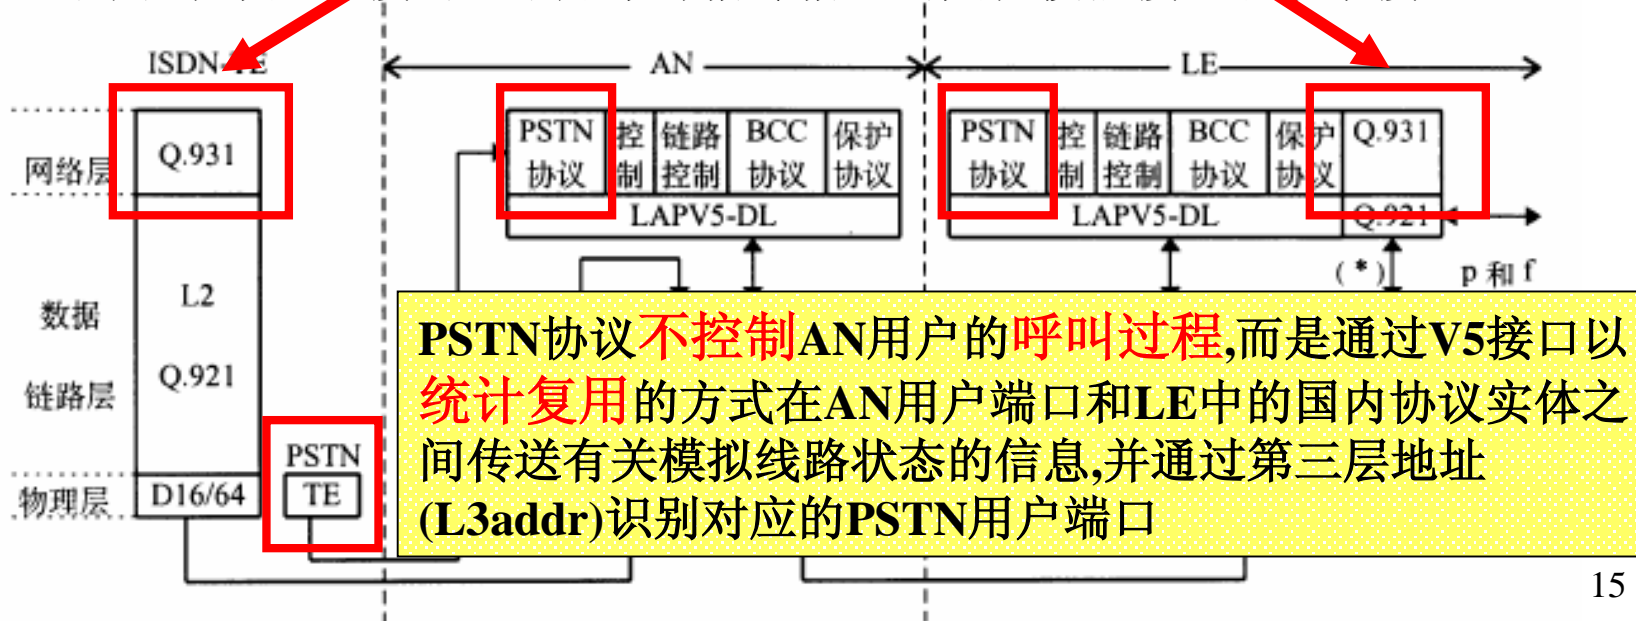 ISDN-TE
AN
LE
网络层
Q.931
PSTN 协议
控制
链路控制
BCC 协议
保护协议
PSTN 协议
控制
链路控制
BCC 协议
保护协议
Q.931
LAPV5-DL
LAPV5-DL
Q.921
(*)
p 和 f
数据
链路层
L2
Q.921
PSTN
TE
物理层
D16/64
PSTN协议不控制AN用户的呼叫过程,而是通过V5接口以
统计复用的方式在AN用户端口和LE中的国内协议实体之
间传送有关模拟线路状态的信息,并通过第三层地址
(L3addr)识别对应的PSTN用户端口
15